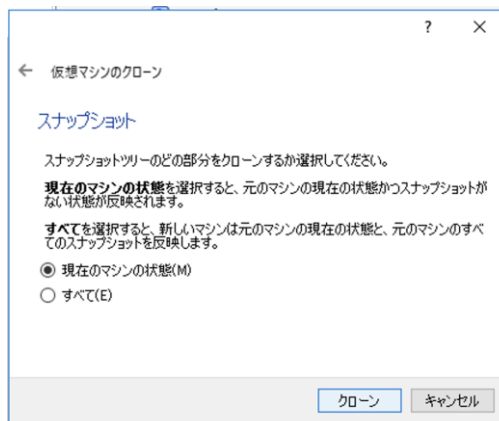 ?
×
← 仮想マシンのクローン
スナップショット
スナップショットツリーのどの部分をクローンするか選択してください。
現在のマシンの状態を選択すると、元のマシンの現在の状態かつスナップショットが
ない状態が反映されます。
すべてを選択すると、新しいマシンは元のマシンの現在の状態と、元のマシンのすべ
てのスナップショットを反映します。
現在のマシンの状態(M)
すべて(E)
クローン
キャンセル